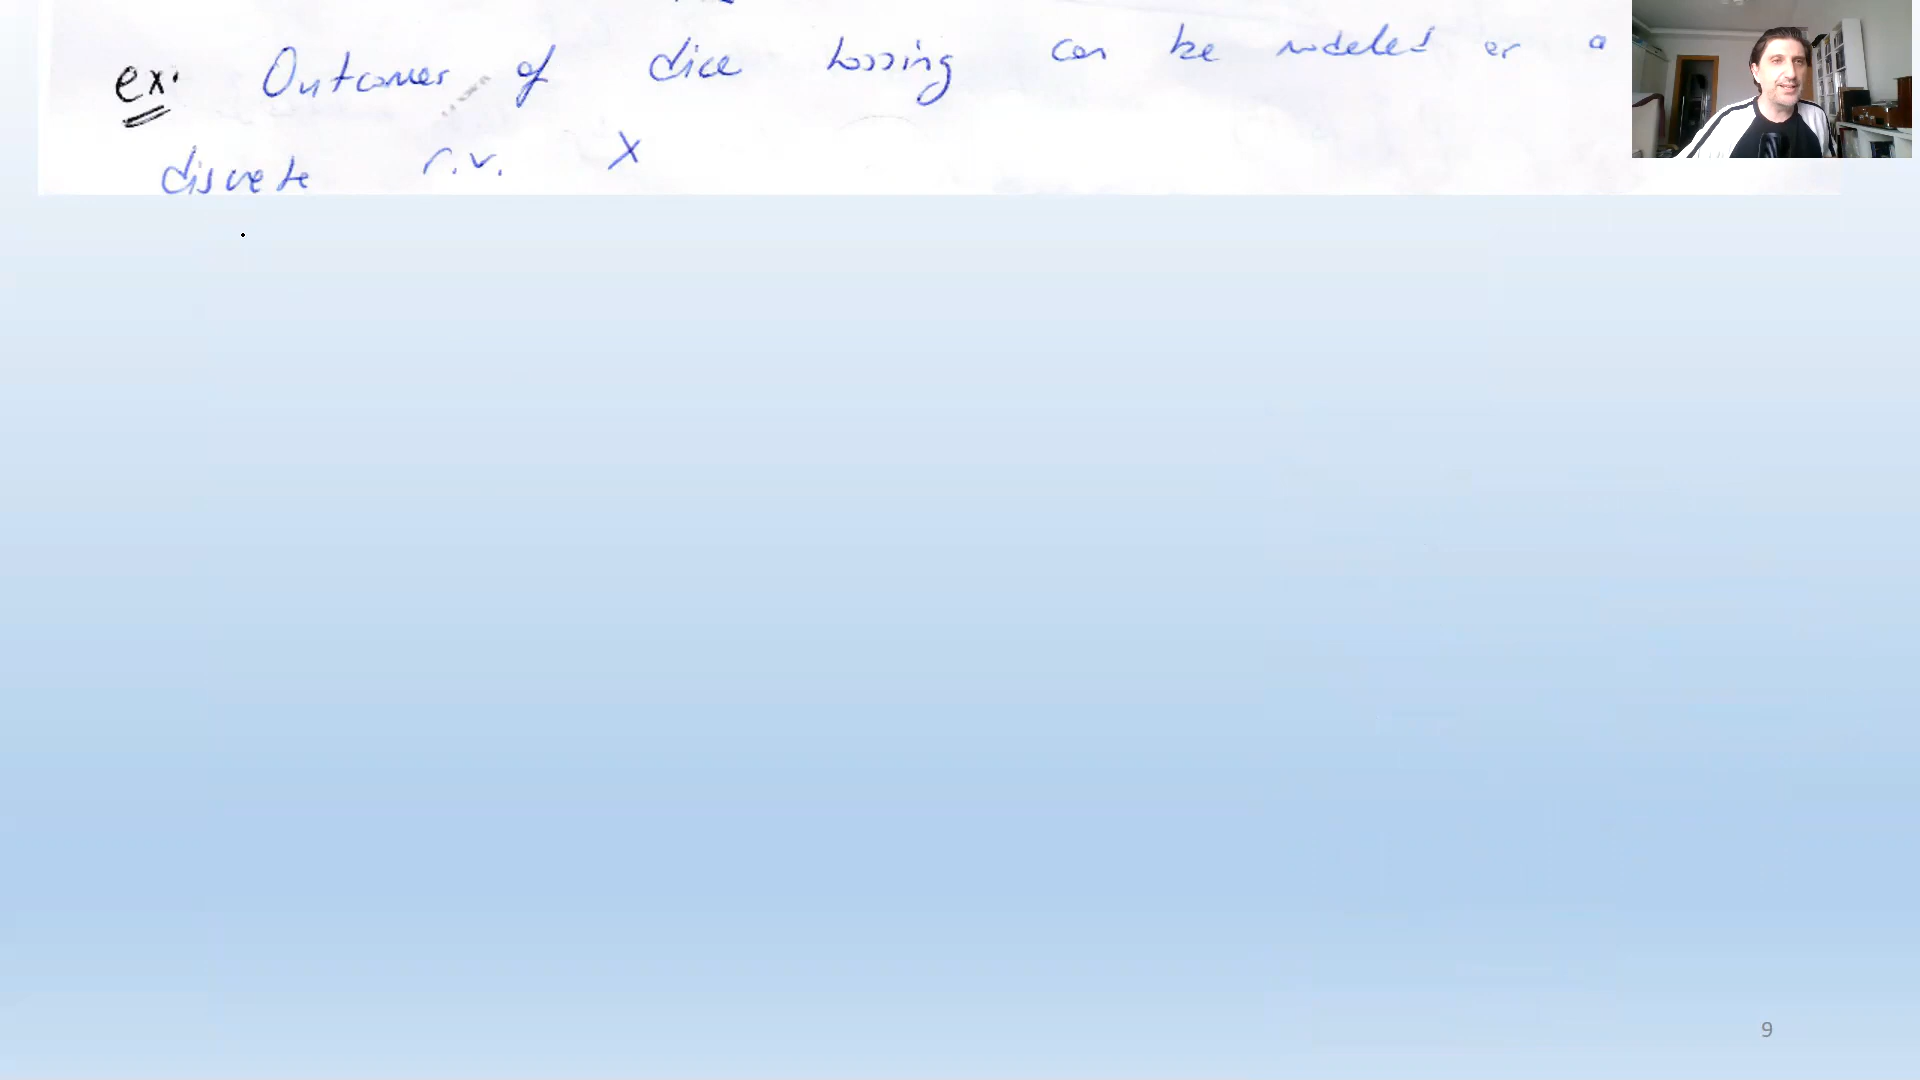 ex: Outcomes of dice tossing can be modeled as a
discrete r.v. X
9